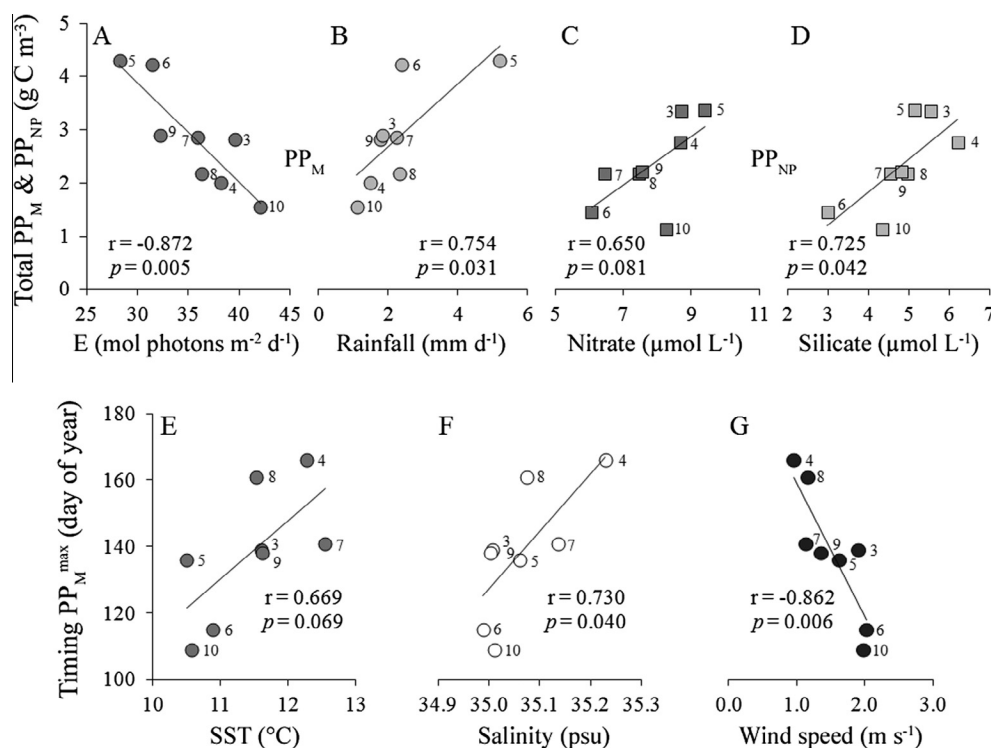 Total PP_M & PP_NP (g C m⁻³)
5
4
3
2
1
0
A
5
6
9
7
3
8
4
10
r = -0.872
p = 0.005
25 30 35 40 45
E (mol photons m⁻² d⁻¹)
B
PP_M
6
5
3
9
7
8
4
10
r = 0.754
p = 0.031
0 2 4 6
Rainfall (mm d⁻¹)
C
3
5
4
7
9
8
6
10
r = 0.650
p = 0.081
5 7 9 11
Nitrate (µmol L⁻¹)
D
PP_NP
5
3
4
7
8
9
6
10
r = 0.725
p = 0.042
2 3 4 5 6 7
Silicate (µmol L⁻¹)
Timing PP_M^max (day of year)
180
160
140
120
100
E
4
8
3
7
9
5
6
10
r = 0.669
p = 0.069
10 11 12 13
SST (°C)
F
4
8
3
7
9
5
6
10
r = 0.730
p = 0.040
34.9 35.0 35.1 35.2 35.3
Salinity (psu)
G
4
8
7
9
3
5
6
10
r = -0.862
p = 0.006
0.0 1.0 2.0 3.0
Wind speed (m s⁻¹)